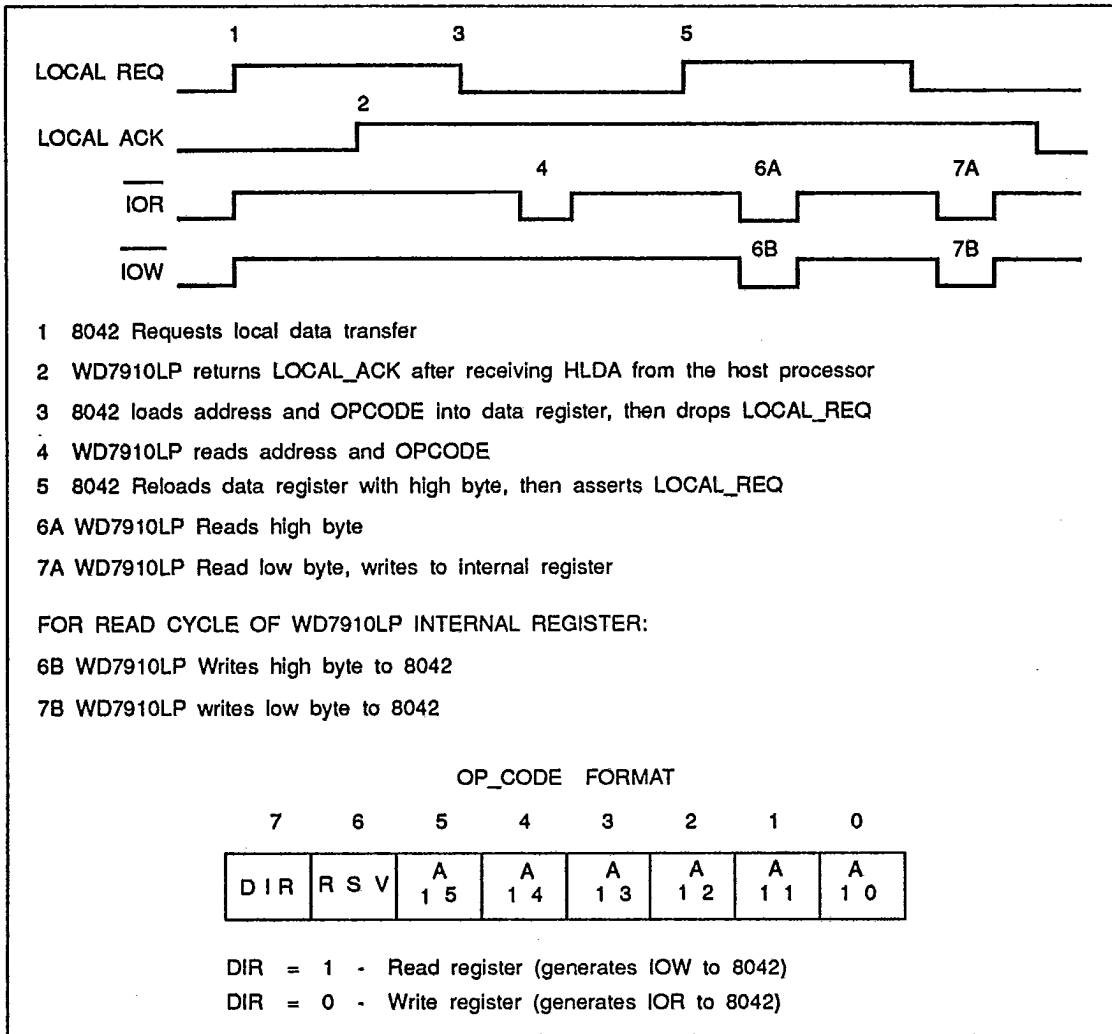 1 3 5
LOCAL REQ
2
LOCAL ACK
4 6A 7A
IOR
6B 7B
IOW
1 8042 Requests local data transfer
2 WD7910LP returns LOCAL_ACK after receiving HLDA from the host processor
3 8042 loads address and OPCODE into data register, then drops LOCAL_REQ
4 WD7910LP reads address and OPCODE
5 8042 Reloads data register with high byte, then asserts LOCAL_REQ
6A WD7910LP Reads high byte
7A WD7910LP Read low byte, writes to internal register
FOR READ CYCLE OF WD7910LP INTERNAL REGISTER:
6B WD7910LP Writes high byte to 8042
7B WD7910LP writes low byte to 8042
OP_CODE FORMAT
7 6 5 4 3 2 1 0
DIR RSV A15 A14 A13 A12 A11 A10
DIR = 1 - Read register (generates IOW to 8042)
DIR = 0 - Write register (generates IOR to 8042)